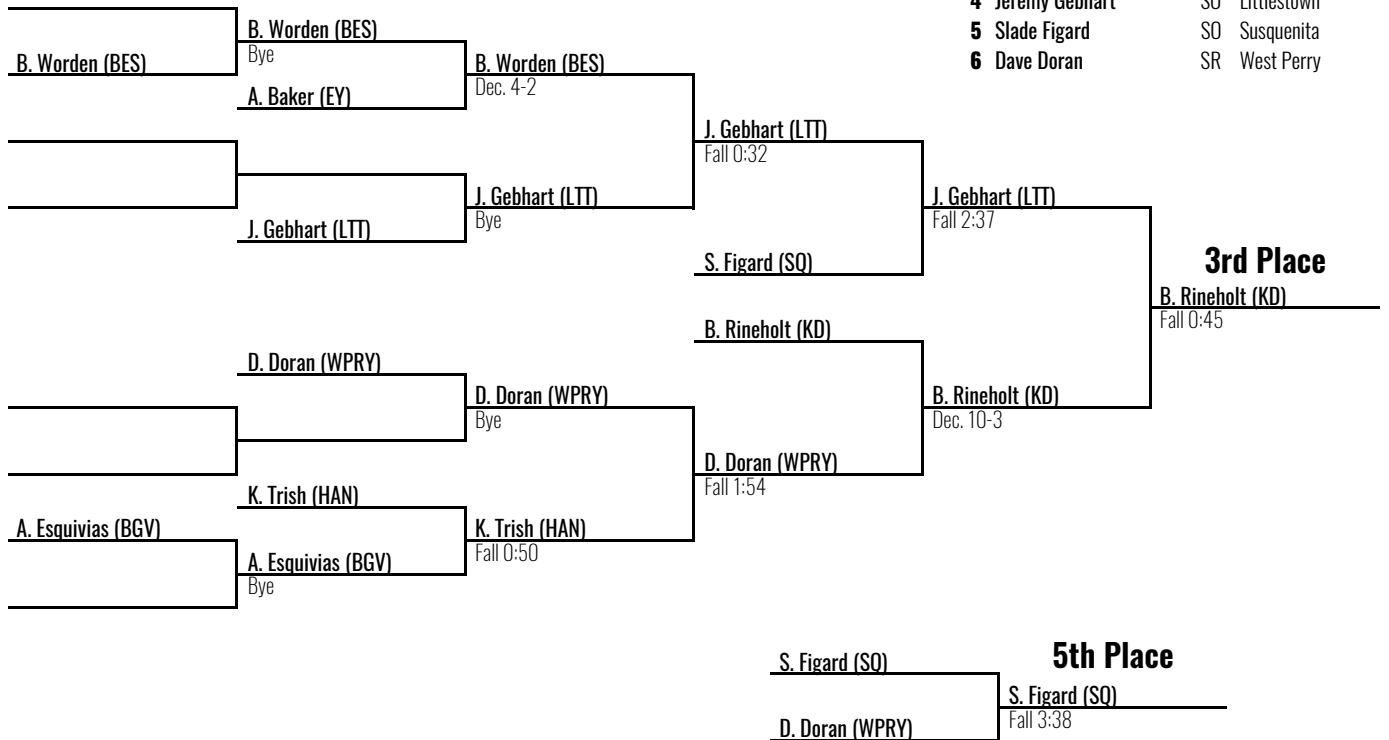 4 Jeremy Gebhart SO Littlestown
5 Slade Figard SO Susquenita
6 Dave Doran SR West Perry
B. Worden (BES)
Bye
B. Worden (BES)
A. Baker (EY)
B. Worden (BES)
Dec. 4-2
J. Gebhart (LTT)
J. Gebhart (LTT)
Bye
J. Gebhart (LTT)
Fall 0:32
S. Figard (SQ)
J. Gebhart (LTT)
Fall 2:37
3rd Place
B. Rineholt (KD)
Fall 0:45
B. Rineholt (KD)
B. Rineholt (KD)
Dec. 10-3
D. Doran (WPRY)
D. Doran (WPRY)
Bye
D. Doran (WPRY)
Fall 1:54
K. Trish (HAN)
A. Esquivias (BGV)
K. Trish (HAN)
Fall 0:50
A. Esquivias (BGV)
Bye
5th Place
S. Figard (SQ)
S. Figard (SQ)
Fall 3:38
D. Doran (WPRY)